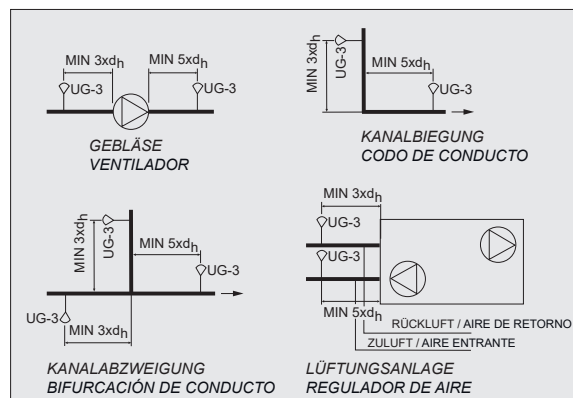 MIN 3xdh
MIN 5xdh
UG-3
UG-3
GEBLÄSE
VENTILADOR
UG-3
MIN 3xdh
MIN 5xdh
UG-3
KANALBIEGUNG
CODO DE CONDUCTO
MIN 3xdh
UG-3
MIN 5xdh
UG-3
UG-3
MIN 3xdh
KANALABZWEIGUNG
BIFURCACIÓN DE CONDUCTO
MIN 3xdh
UG-3
UG-3
MIN 5xdh
RÜCKLUFT / AIRE DE RETORNO
ZULUFT / AIRE ENTRANTE
LÜFTUNGSANLAGE
REGULADOR DE AIRE